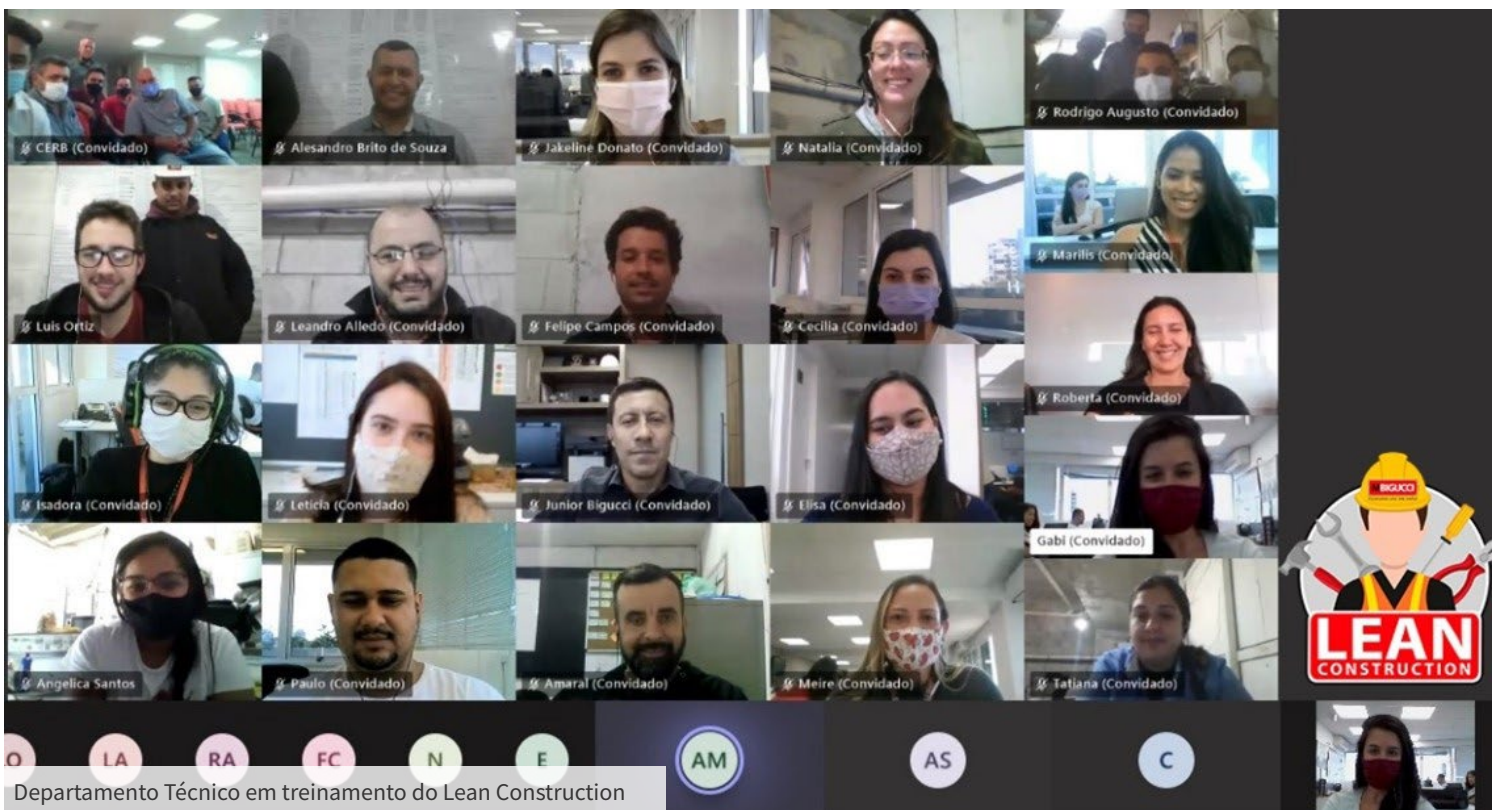 CERB (Convidado)
Alesandro Brito de Souza
Jakeline Donato (Convidado)
Natalia (Convidado)
Rodrigo Augusto (Convidado)
Marilis (Convidado)
Luis Ortiz
Leandro Alledo (Convidado)
Felipe Campos (Convidado)
Cecilia (Convidado)
Roberta (Convidado)
Isadora (Convidado)
Leticia (Convidado)
Junior Bigucci (Convidado)
Elisa (Convidado)
Gabi (Convidado)
Angelica Santos
Paulo (Convidado)
Amaral (Convidado)
Meire (Convidado)
Tatiana (Convidado)
BIGUCCI
LEAN
CONSTRUCTION
LA
RA
FC
N
E
AM
AS
C
Departamento Técnico em treinamento do Lean Construction